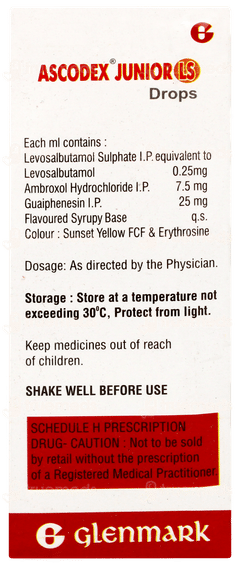 ASCODEX® JUNIOR LS
Drops
Each ml contains :
Levosalbutamol Sulphate I.P. equivalent to
Levosalbutamol 0.25mg
Ambroxol Hydrochloride I.P. 7.5 mg
Guaiphenesin I.P. 25 mg
Flavoured Syrupy Base q.s.
Colour : Sunset Yellow FCF & Erythrosine
Dosage: As directed by the Physician.
Storage : Store at a temperature not
exceeding 30°C, Protect from light.
Keep medicines out of reach
of children.
SHAKE WELL BEFORE USE
SCHEDULE H PRESCRIPTION
DRUG- CAUTION : Not to be sold
by retail without the prescription
of a Registered Medical Practitioner.
glenmark